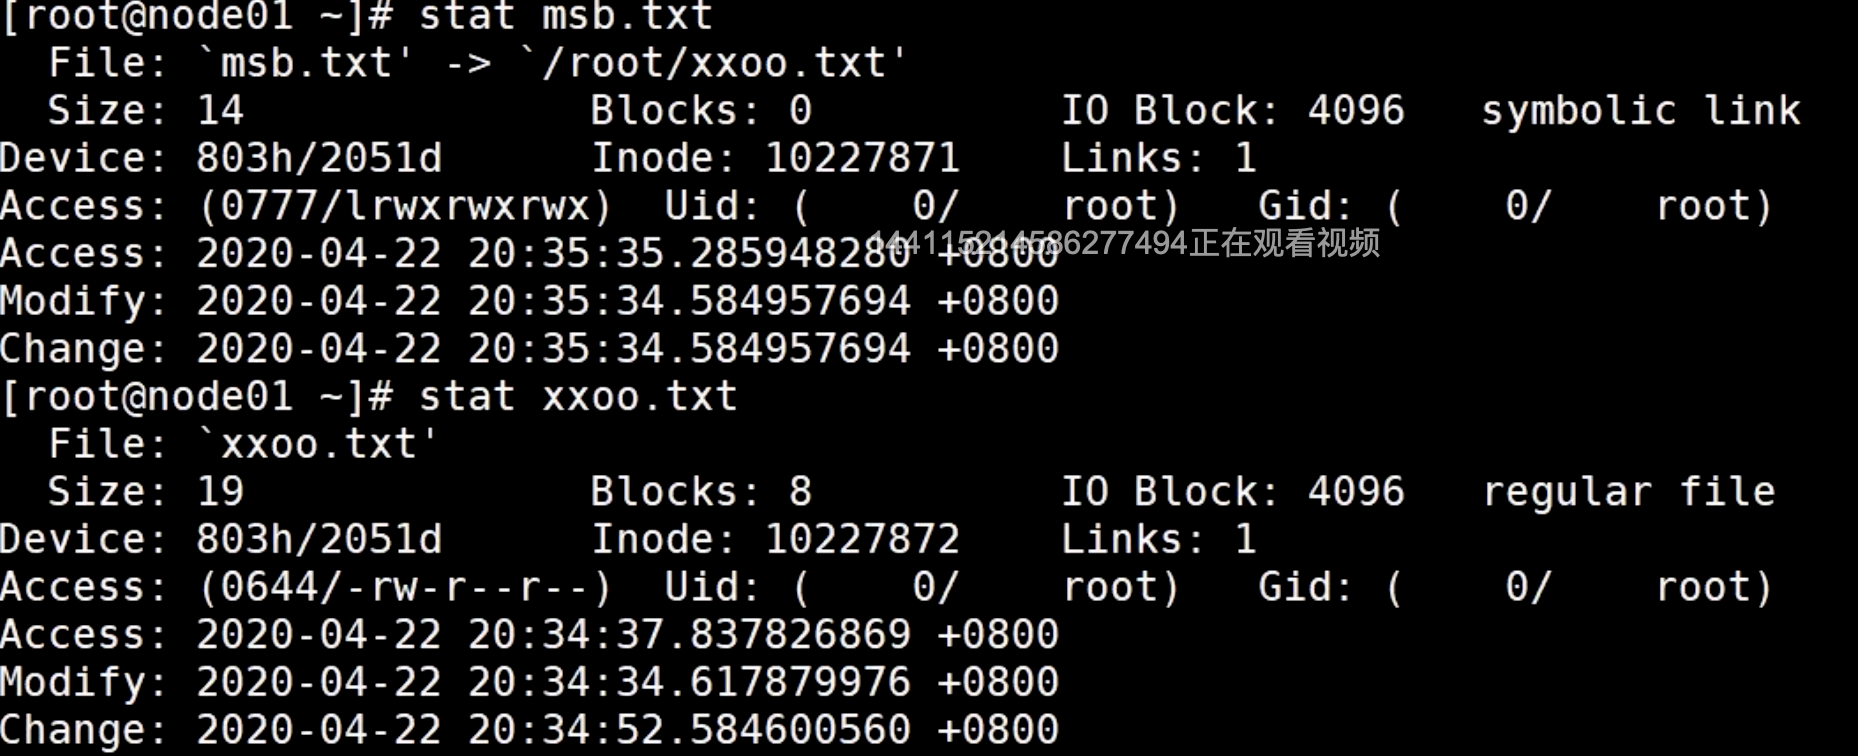 [root@node01 ~]# stat msb.txt
  File: `msb.txt' -> `/root/xxoo.txt'
  Size: 14              Blocks: 0          IO Block: 4096   symbolic link
Device: 803h/2051d      Inode: 10227871    Links: 1
Access: (0777/lrwxrwxrwx)  Uid: (    0/    root)   Gid: (    0/    root)
144115214586277494正在观看视频
Access: 2020-04-22 20:35:35.285948280 +0800
Modify: 2020-04-22 20:35:34.584957694 +0800
Change: 2020-04-22 20:35:34.584957694 +0800
[root@node01 ~]# stat xxoo.txt
  File: `xxoo.txt'
  Size: 19              Blocks: 8          IO Block: 4096   regular file
Device: 803h/2051d      Inode: 10227872    Links: 1
Access: (0644/-rw-r--r--)  Uid: (    0/    root)   Gid: (    0/    root)
Access: 2020-04-22 20:34:37.837826869 +0800
Modify: 2020-04-22 20:34:34.617879976 +0800
Change: 2020-04-22 20:34:52.584600560 +0800